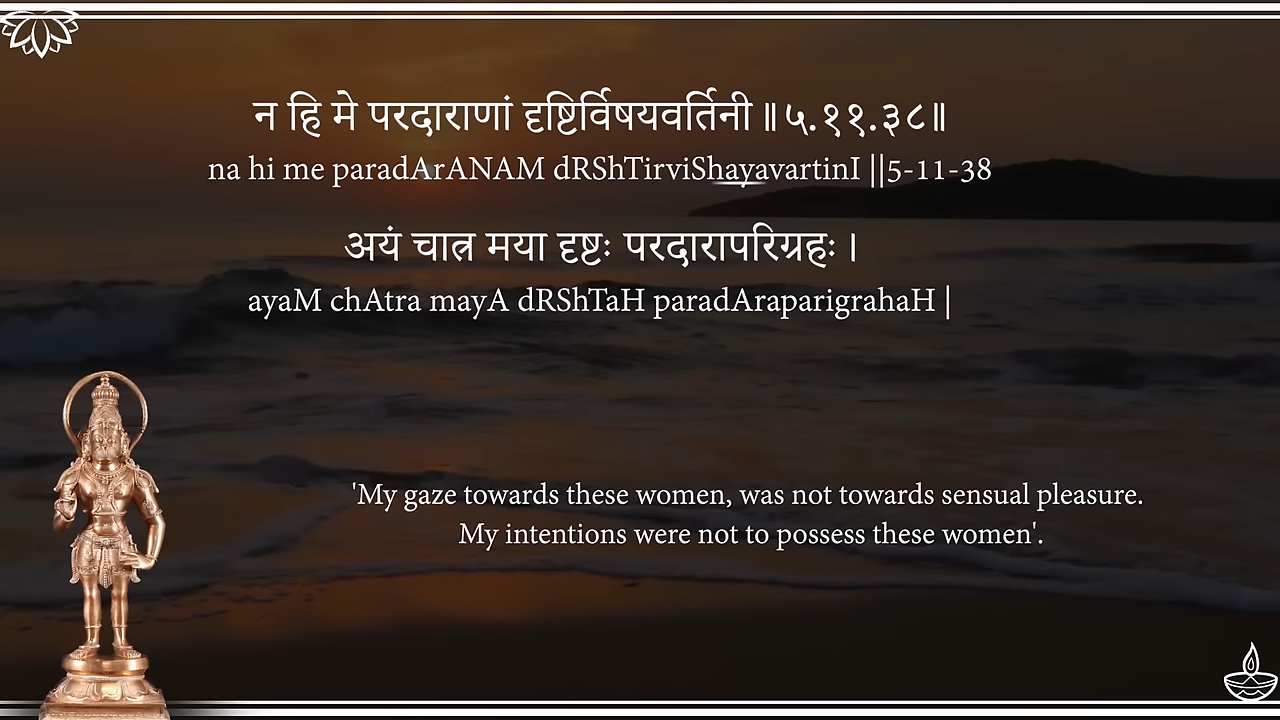 न हि मे परदाराणां दृष्टिर्विषयवर्तिनी॥५.११.३८॥
na hi me paradArANAM dRShTirviShayavartinI ||5-11-38
अयं चात्र मया दृष्टः परदारापरिग्रहः।
ayaM chAtra mayA dRShTaH paradAraparigrahaH |
'My gaze towards these women, was not towards sensual pleasure.
My intentions were not to possess these women'.